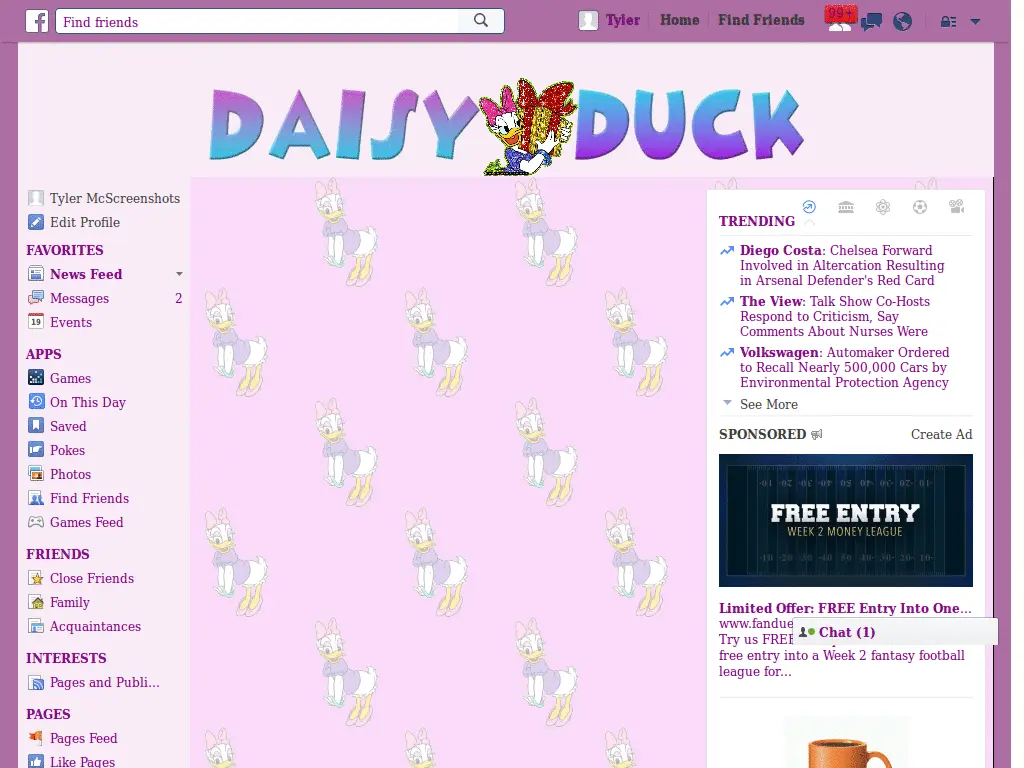 Find friends
Tyler
Home
Find Friends
99+
DAISY DUCK
Tyler McScreenshots
Edit Profile
FAVORITES
News Feed
Messages 2
19 Events
APPS
Games
On This Day
Saved
Pokes
Photos
Find Friends
Games Feed
FRIENDS
Close Friends
Family
Acquaintances
INTERESTS
Pages and Publi...
PAGES
Pages Feed
Like Pages
TRENDING
Diego Costa: Chelsea Forward
Involved in Altercation Resulting
in Arsenal Defender's Red Card
The View: Talk Show Co-Hosts
Respond to Criticism, Say
Comments About Nurses Were
Volkswagen: Automaker Ordered
to Recall Nearly 500,000 Cars by
Environmental Protection Agency
See More
SPONSORED Create Ad
FREE ENTRY
WEEK 2 MONEY LEAGUE
Limited Offer: FREE Entry Into One...
www.fandue
Try us FREE
Chat (1)
free entry into a Week 2 fantasy football
league for...